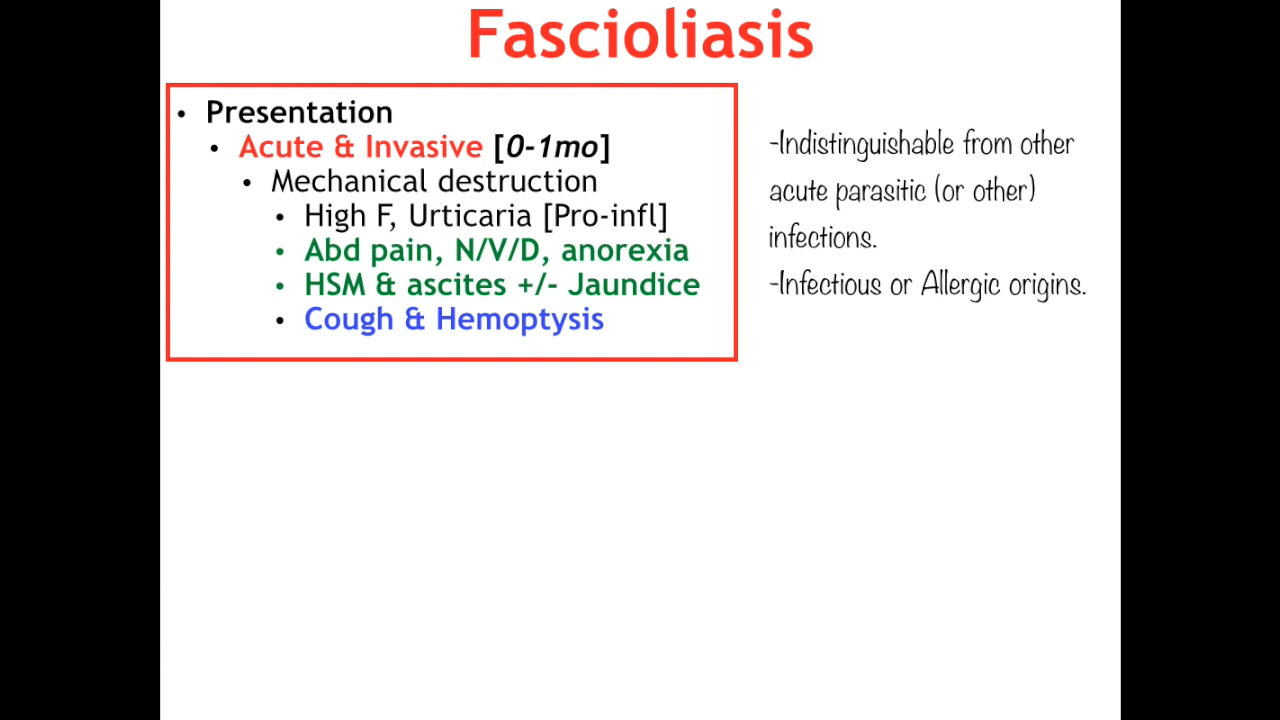 Fascioliasis
• Presentation
• Acute & Invasive [0-1mo]
• Mechanical destruction
• High F, Urticaria [Pro-infl]
• Abd pain, N/V/D, anorexia
• HSM & ascites +/- Jaundice
• Cough & Hemoptysis
-Indistinguishable from other
acute parasitic (or other)
infections.
-Infectious or Allergic origins.